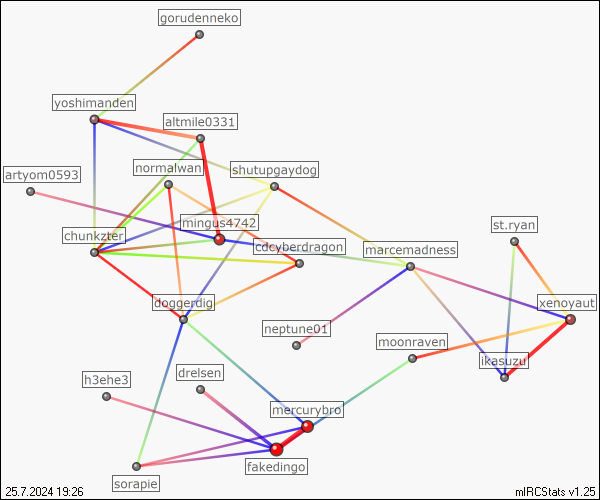 gorudenneko
yoshimanden
altmile0331
normalwan
shutupgaydog
artyom0593
mingus4742
st.ryan
chunkzter
cdcyberdragon
marcemadness
doggerdig
xenoyaut
neptune01
moonraven
ikasuzu
h3ehe3
drelsen
mercurybro
fakedingo
sorapie
25.7.2024 19:26
mIRCStats v1.25